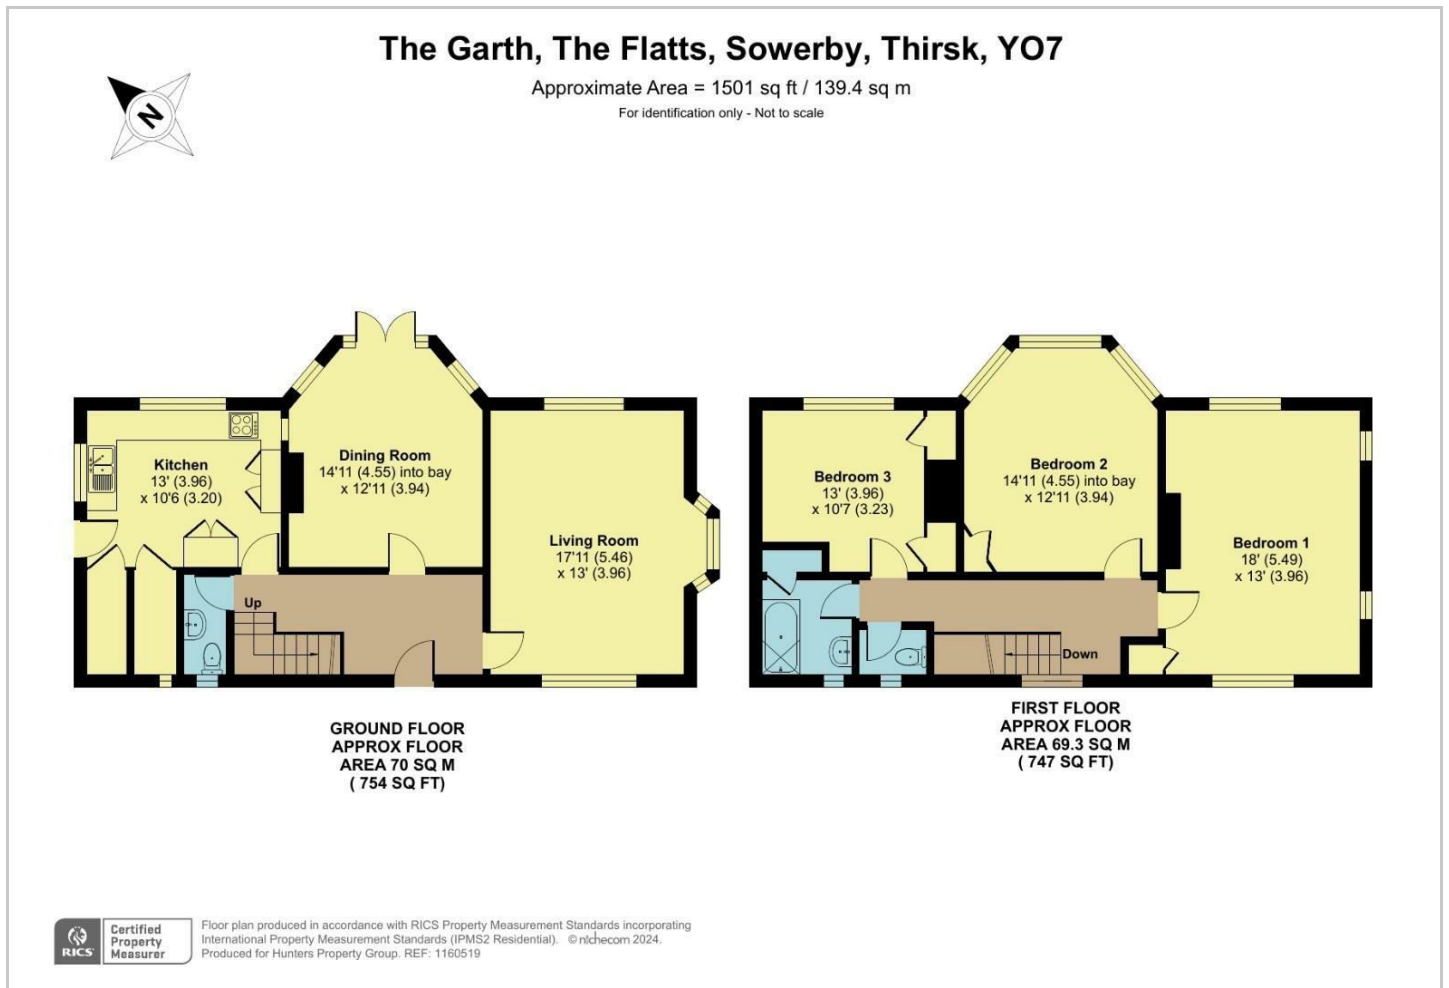 The Garth, The Flatts, Sowerby, Thirsk, YO7
Approximate Area = 1501 sq ft / 139.4 sq m
For identification only - Not to scale
N
Kitchen
13' (3.96)
x 10'6 (3.20)
Dining Room
14'11 (4.55) into bay
x 12'11 (3.94)
Living Room
17'11 (5.46)
x 13' (3.96)
Up
GROUND FLOOR
APPROX FLOOR
AREA 70 SQ M
( 754 SQ FT)
Bedroom 3
13' (3.96)
x 10'7 (3.23)
Bedroom 2
14'11 (4.55) into bay
x 12'11 (3.94)
Bedroom 1
18' (5.49)
x 13' (3.96)
Down
FIRST FLOOR
APPROX FLOOR
AREA 69.3 SQ M
( 747 SQ FT)
RICS
Certified
Property
Measurer
Floor plan produced in accordance with RICS Property Measurement Standards incorporating
International Property Measurement Standards (IPMS2 Residential). © nichecom 2024.
Produced for Hunters Property Group. REF: 1160519